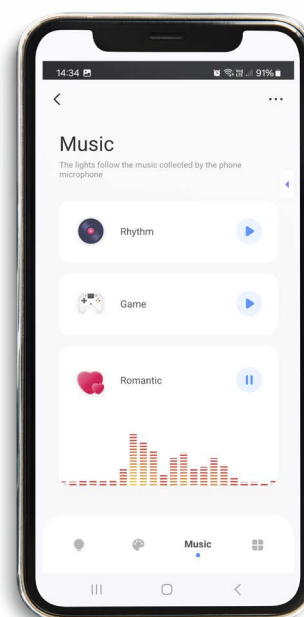 14:34
91%
Music
The lights follow the music collected by the phone
microphone
Rhythm
Game
Romantic
Music